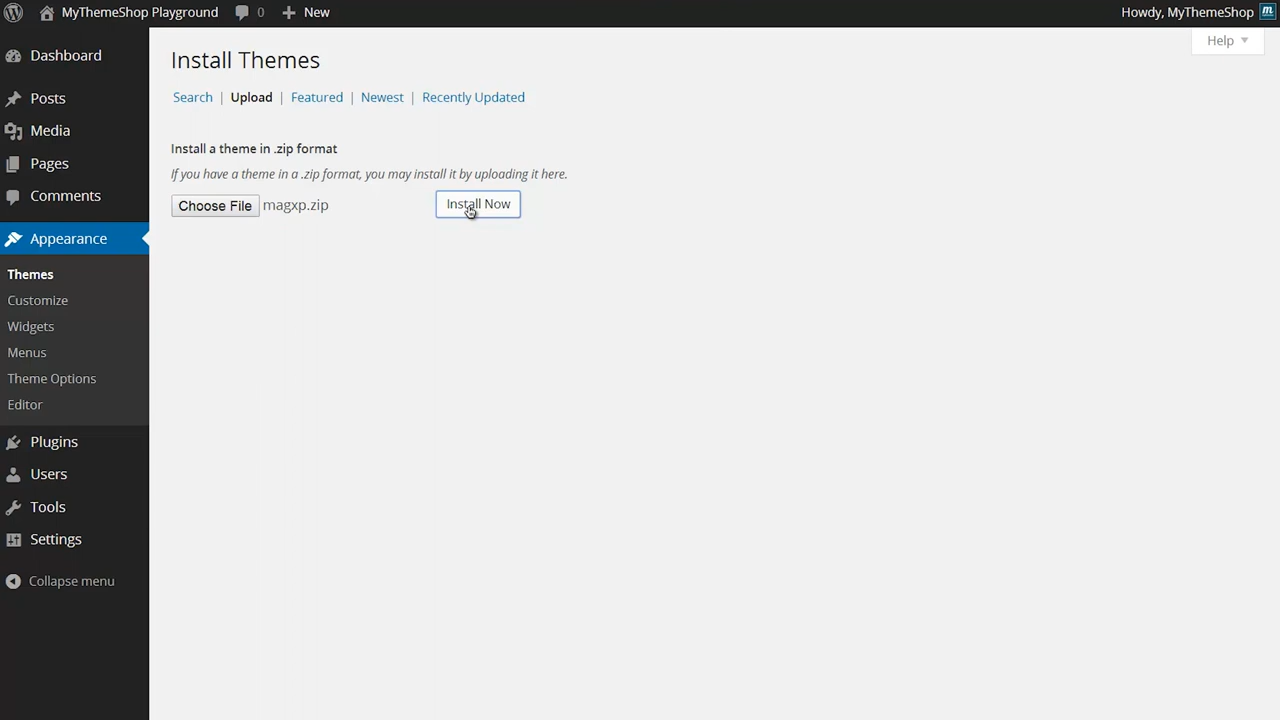 MyThemeShop Playground 0 New Howdy, MyThemeShop m
Help
Dashboard
Posts
Media
Pages
Comments
Appearance
Themes
Customize
Widgets
Menus
Theme Options
Editor
Plugins
Users
Tools
Settings
Collapse menu
Install Themes
Search | Upload | Featured | Newest | Recently Updated
Install a theme in .zip format
If you have a theme in a .zip format, you may install it by uploading it here.
Choose File magxp.zip Install Now